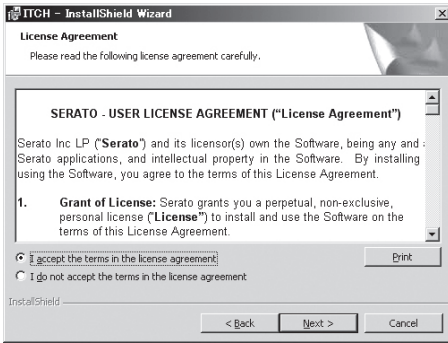 ITCH - InstallShield Wizard
License Agreement
Please read the following license agreement carefully.
SERATO - USER LICENSE AGREEMENT ("License Agreement")
Serato Inc LP ("Serato") and its licensor(s) own the Software, being any and
Serato applications, and intellectual property in the Software. By installing
using the Software, you agree to the terms of this License Agreement.
1. Grant of License: Serato grants you a perpetual, non-exclusive,
personal license ("License") to install and use the Software on the
terms of this License Agreement.
I accept the terms in the license agreement
Print
I do not accept the terms in the license agreement
InstallShield
< Back Next > Cancel